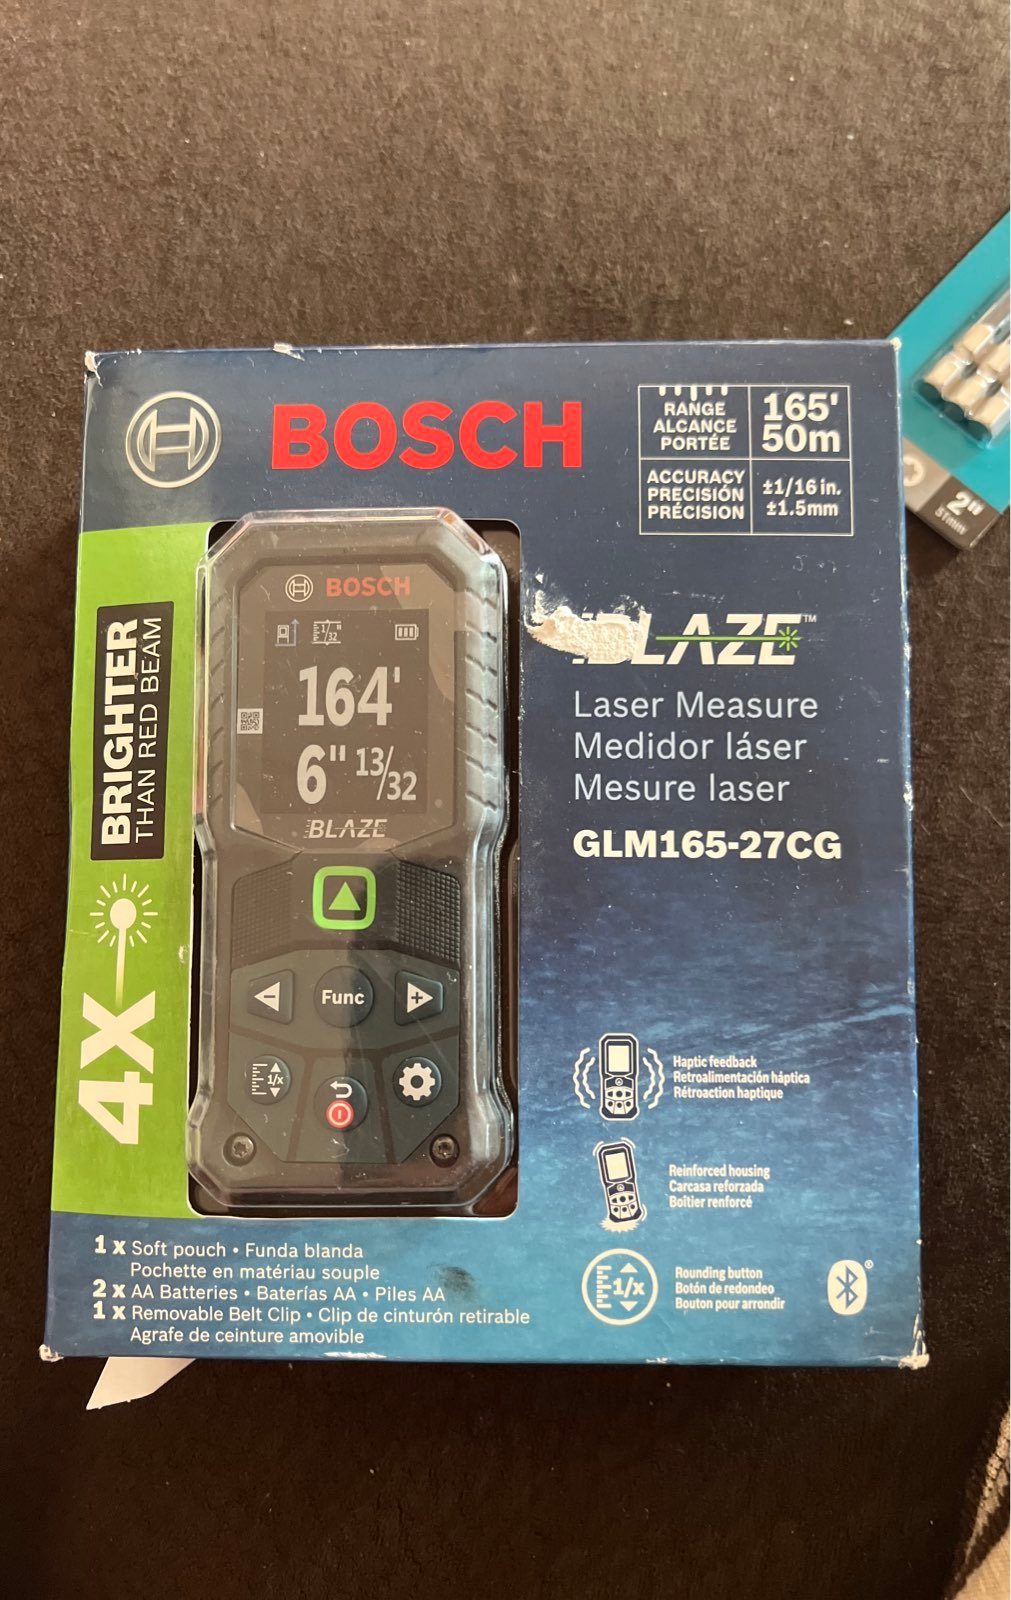 BOSCH
RANGE
ALCANCE
PORTÉE
165'
50m
ACCURACY
PRECISIÓN
PRÉCISION
±1/16 in.
±1.5mm
BRIGHTER
THAN RED BEAM
4X
BOSCH
1/32"
164'
6" 13/32
BLAZE
Func
1/x
BLAZE™
Laser Measure
Medidor láser
Mesure laser
GLM165-27CG
Haptic feedback
Retroalimentación háptica
Rétroaction haptique
Reinforced housing
Carcasa reforzada
Boîtier renforcé
1/x
Rounding button
Botón de redondeo
Bouton pour arrondir
®
1 x Soft pouch • Funda blanda
Pochette en matériau souple
2 x AA Batteries • Baterías AA • Piles AA
1 x Removable Belt Clip • Clip de cinturón retirable
Agrafe de ceinture amovible
2"
51mm